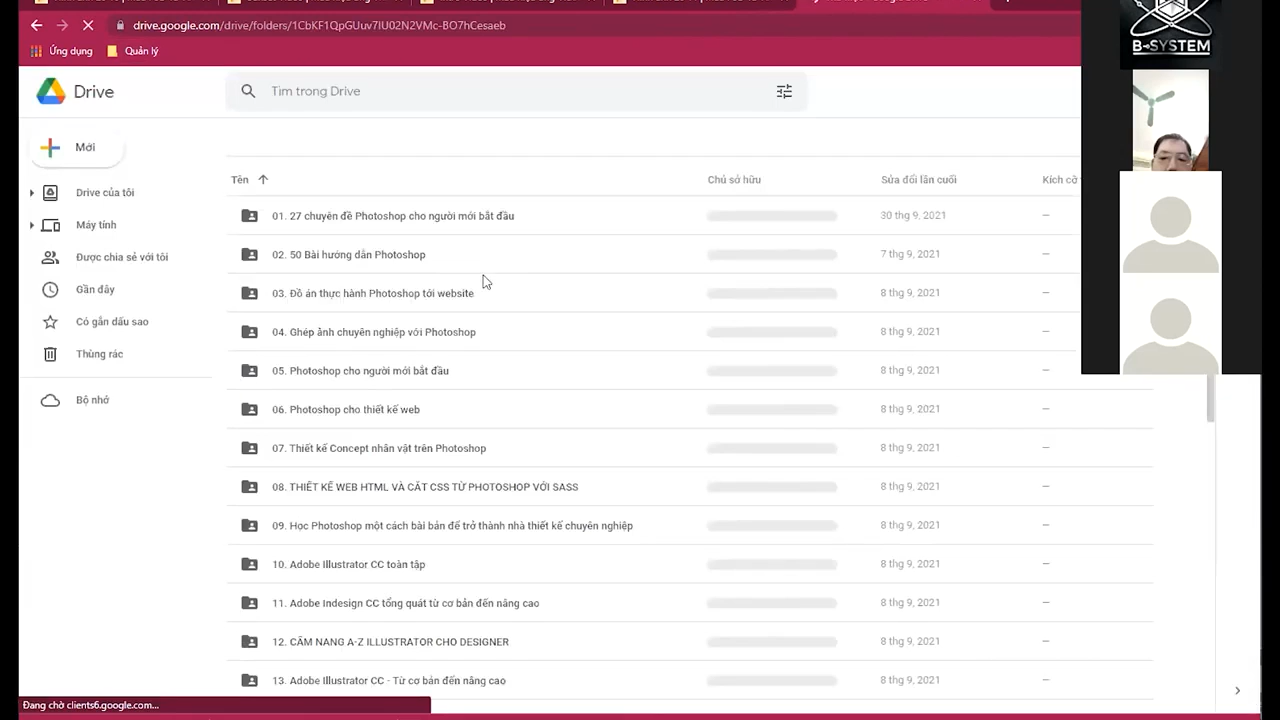 drive.google.com/drive/folders/1CbKF1QpGUuv7IU02N2VMc-BO7hCesaeb
Ứng dụng
Quản lý
B-SYSTEM
Drive
Tìm trong Drive
Mới
Drive của tôi
Máy tính
Được chia sẻ với tôi
Gần đây
Có gắn dấu sao
Thùng rác
Bộ nhớ
Tên
Chủ sở hữu
Sửa đổi lần cuối
Kích cỡ
01. 27 chuyên đề Photoshop cho người mới bắt đầu
30 thg 9, 2021
—
02. 50 Bài hướng dẫn Photoshop
7 thg 9, 2021
—
03. Đồ án thực hành Photoshop tới website
8 thg 9, 2021
—
04. Ghép ảnh chuyên nghiệp với Photoshop
8 thg 9, 2021
—
05. Photoshop cho người mới bắt đầu
8 thg 9, 2021
—
06. Photoshop cho thiết kế web
8 thg 9, 2021
—
07. Thiết kế Concept nhân vật trên Photoshop
8 thg 9, 2021
—
08. THIẾT KẾ WEB HTML VÀ CẮT CSS TỪ PHOTOSHOP VỚI SASS
8 thg 9, 2021
—
09. Học Photoshop một cách bài bản để trở thành nhà thiết kế chuyên nghiệp
8 thg 9, 2021
—
10. Adobe Illustrator CC toàn tập
8 thg 9, 2021
—
11. Adobe Indesign CC tổng quát từ cơ bản đến nâng cao
8 thg 9, 2021
—
12. CẨM NANG A-Z ILLUSTRATOR CHO DESIGNER
8 thg 9, 2021
—
13. Adobe Illustrator CC - Từ cơ bản đến nâng cao
8 thg 9, 2021
—
Đang chờ clients6.google.com...